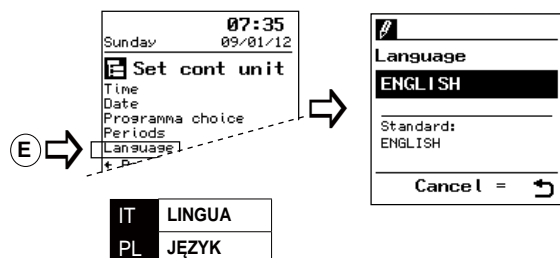 07:35
Sunday 09/01/12
Set cont unit
Time
Date
Programma choice
Periods
Language
E
Language
ENGLISH
Standard:
ENGLISH
Cancel =
IT LINGUA
PL JĘZYK